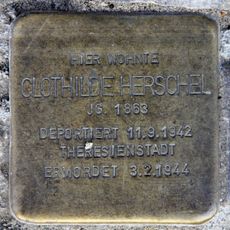 HIER WOHNTE
CLOTHILDE HERSCHEL
JG. 1863
DEPORTIERT 11.9.1942
THERESIENSTADT
ERMORDET 3.2.1944